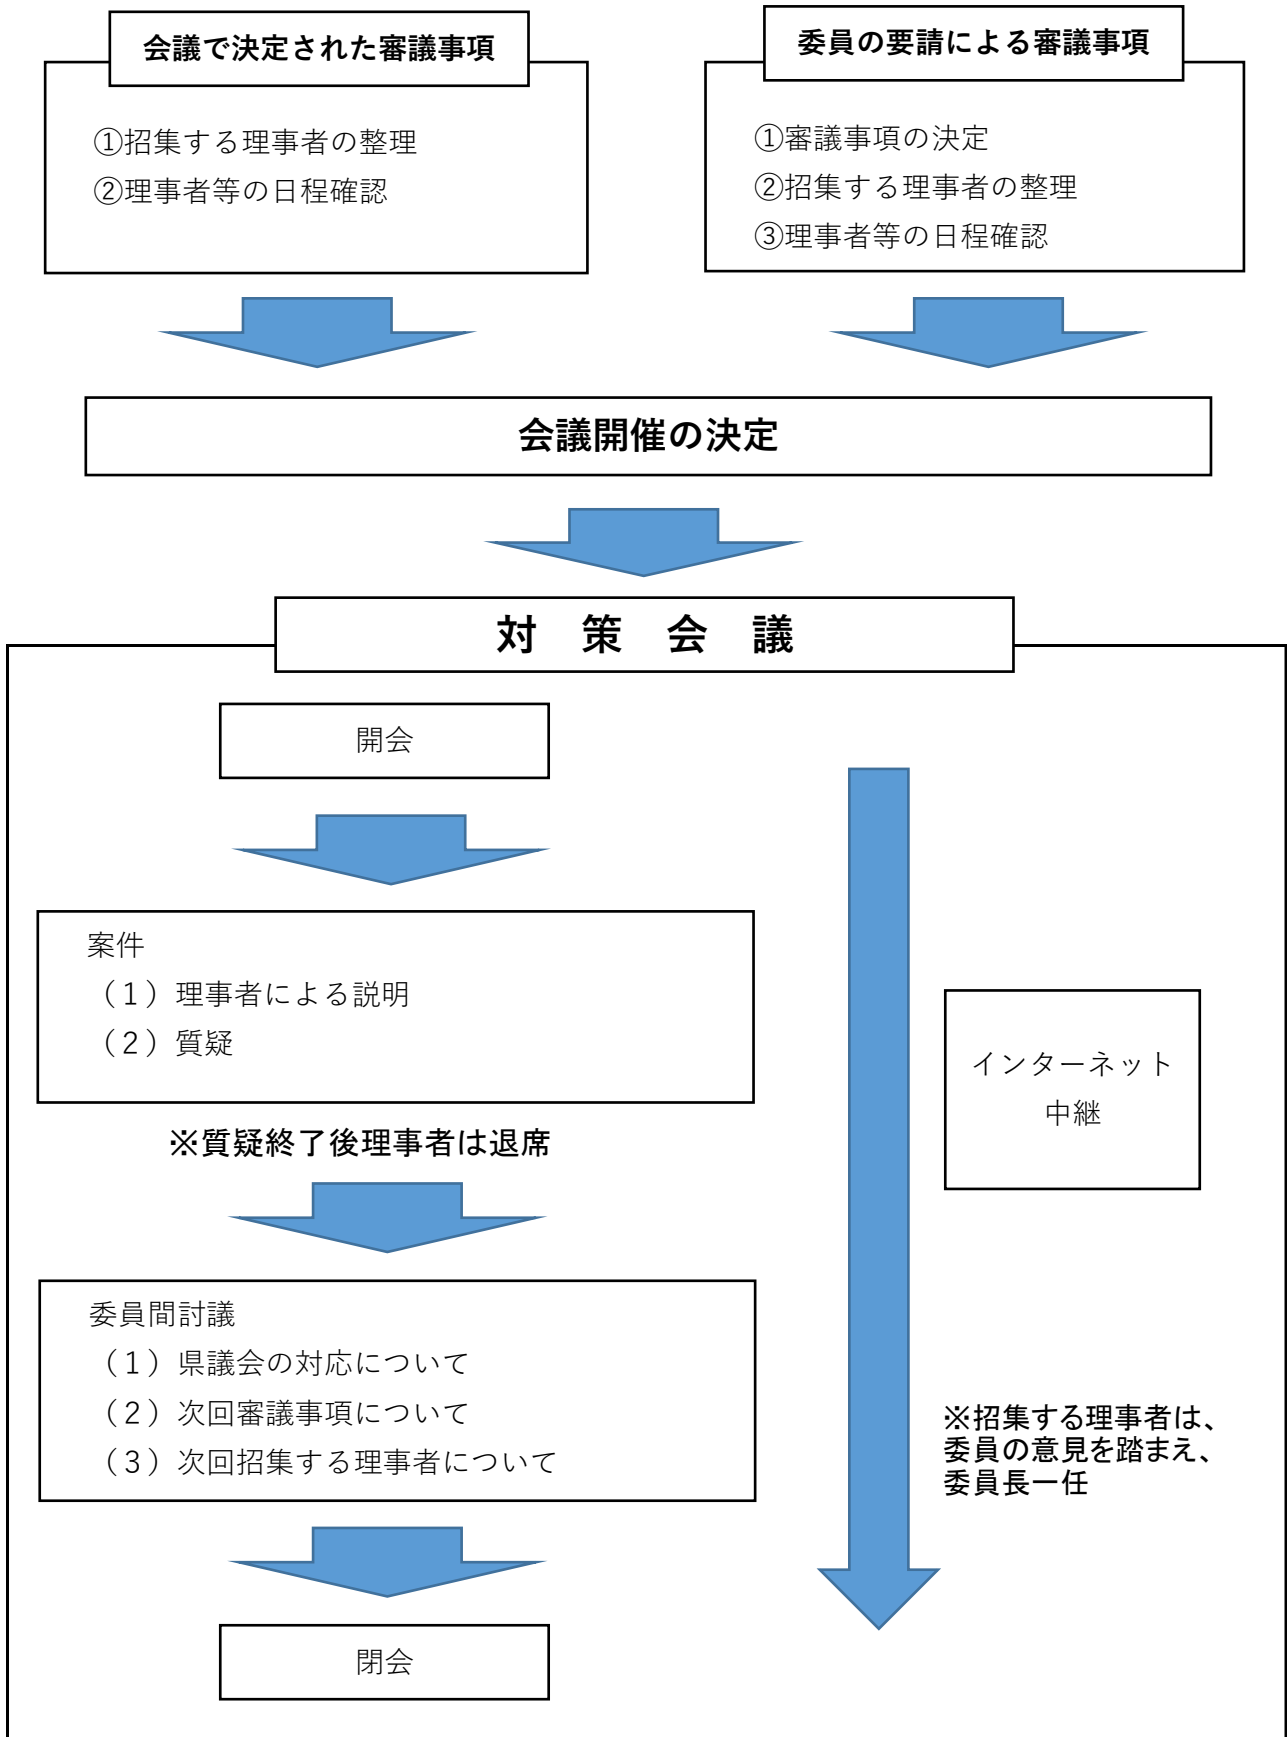 会議で決定された審議事項
①招集する理事者の整理
②理事者等の日程確認
委員の要請による審議事項
①審議事項の決定
②招集する理事者の整理
③理事者等の日程確認
会議開催の決定
対　策　会　議
開会
案件
（１）理事者による説明
（２）質疑
※質疑終了後理事者は退席
委員間討議
（１）県議会の対応について
（２）次回審議事項について
（３）次回招集する理事者について
閉会
インターネット
中継
※招集する理事者は、
委員の意見を踏まえ、
委員長一任